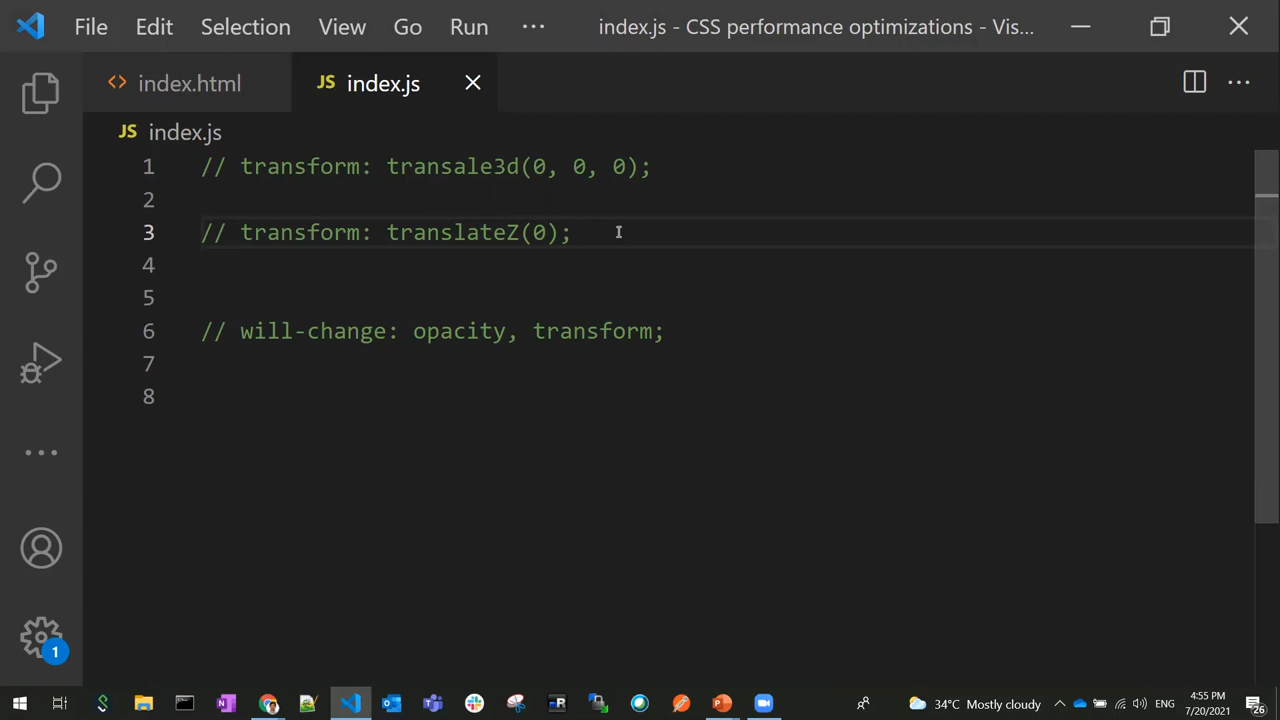 File Edit Selection View Go Run ··· index.js - CSS performance optimizations - Vis...
<> index.html JS index.js
JS index.js
1 // transform: transale3d(0, 0, 0);
2
3 // transform: translateZ(0);
4
5
6 // will-change: opacity, transform;
7
8
1
34°C Mostly cloudy ENG 4:55 PM
7/20/2021 26